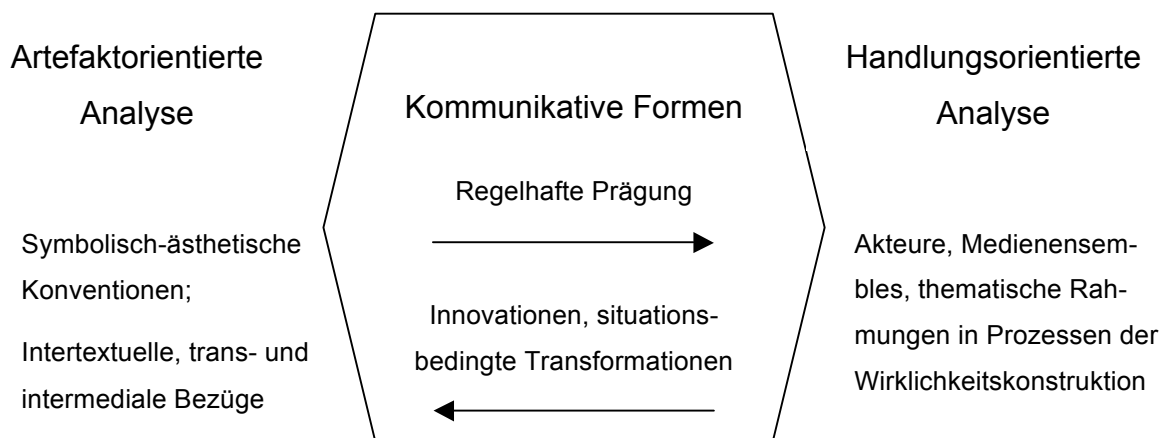 Artefaktorientierte
Analyse
Symbolisch-ästhetische
Konventionen;
Intertextuelle, trans- und
intermediale Bezüge
Kommunikative Formen
Regelhafte Prägung
Innovationen, situations-
bedingte Transformationen
Handlungsorientierte
Analyse
Akteure, Medienensem-
bles, thematische Rah-
mungen in Prozessen der
Wirklichkeitskonstruktion